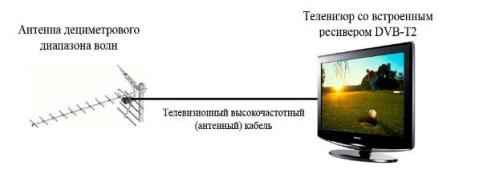 Антенна дециметрового
диапазона волн
Телевизор со встроенным
ресивером DVB-T2
Телевизионный высокочастотный
(антенный) кабель